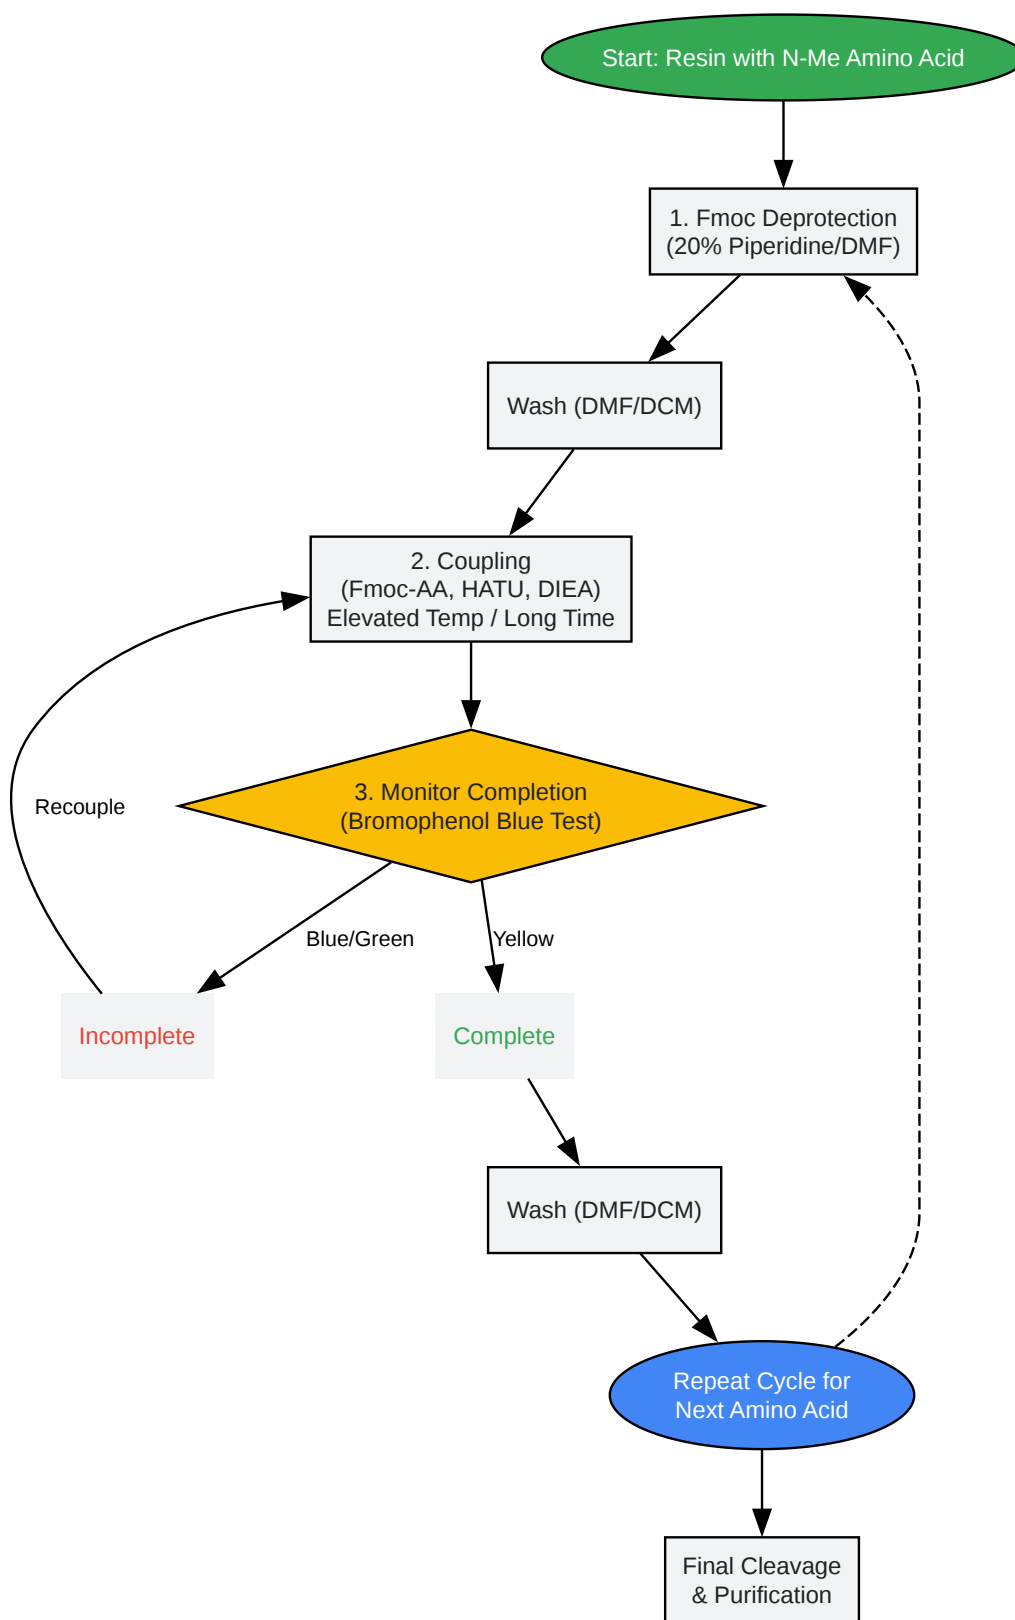 Start: Resin with N-Me Amino Acid
1. Fmoc Deprotection
(20% Piperidine/DMF)
Wash (DMF/DCM)
2. Coupling
(Fmoc-AA, HATU, DIEA)
Elevated Temp / Long Time
Recouple
3. Monitor Completion
(Bromophenol Blue Test)
Blue/Green
Yellow
Incomplete
Complete
Wash (DMF/DCM)
Repeat Cycle for
Next Amino Acid
Final Cleavage
& Purification